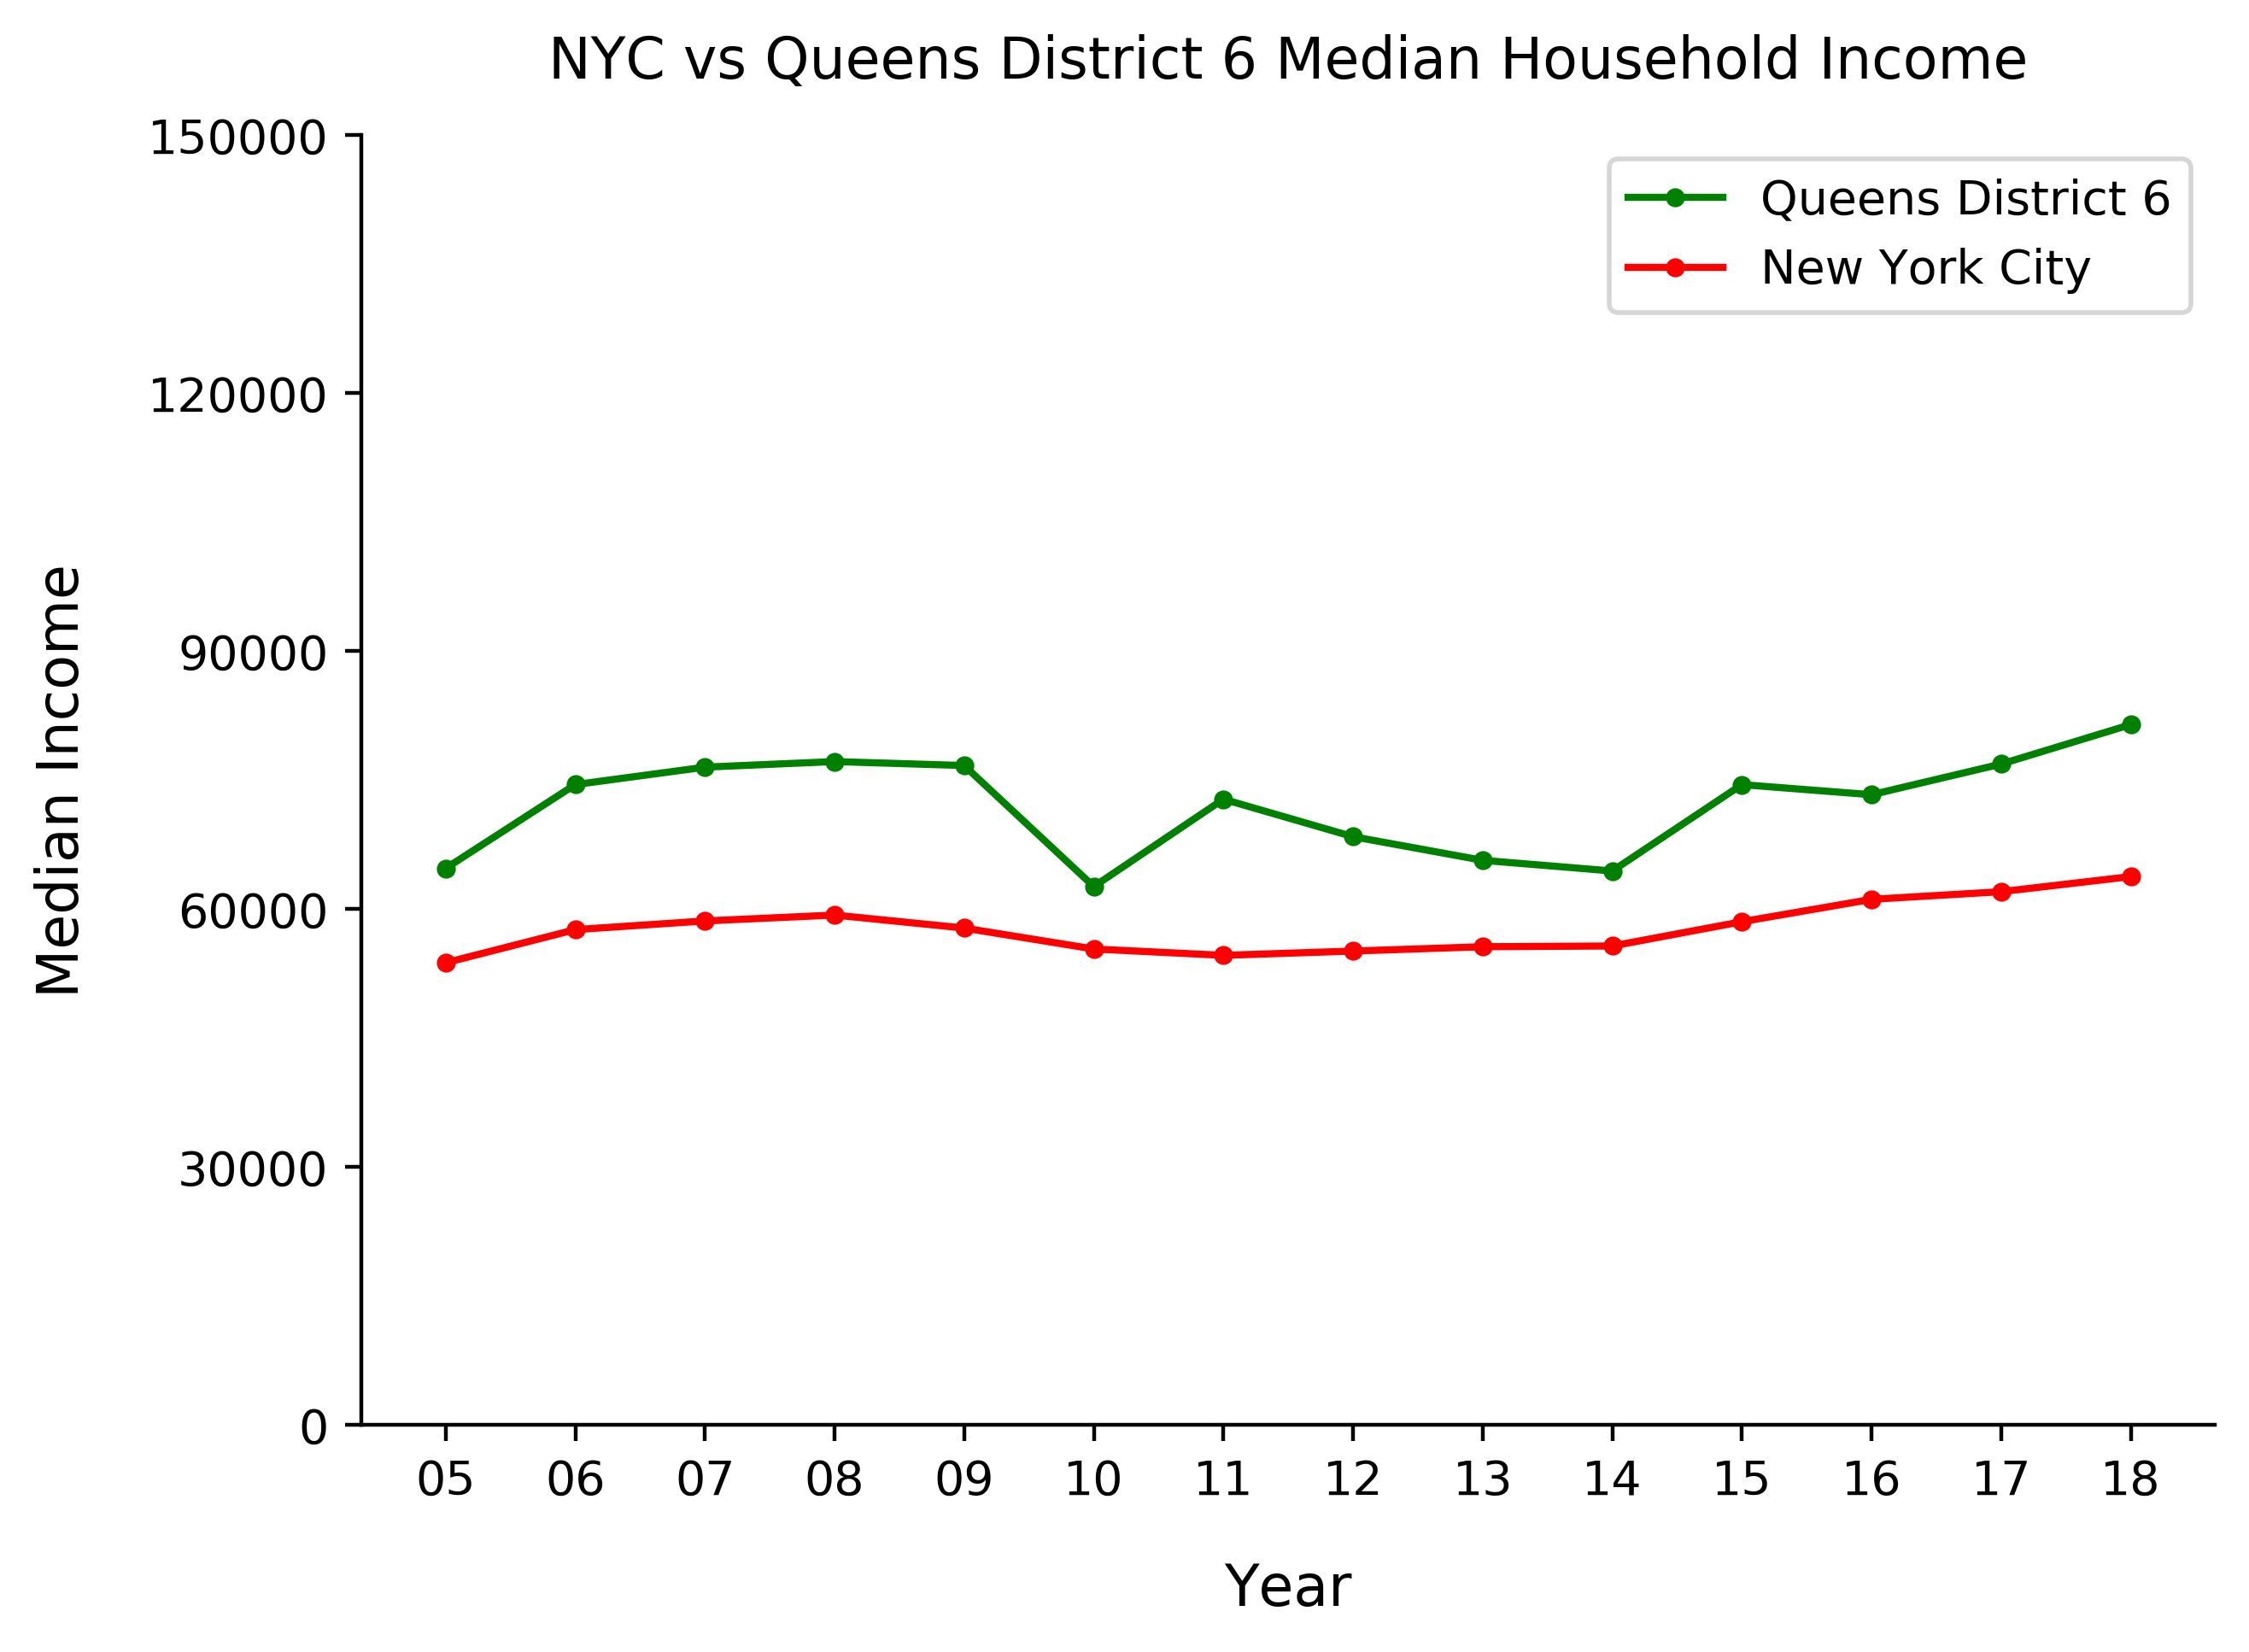 NYC vs Queens District 6 Median Household Income
150000
120000
90000
60000
30000
0
Median Income
Queens District 6
New York City
05 06 07 08 09 10 11 12 13 14 15 16 17 18
Year